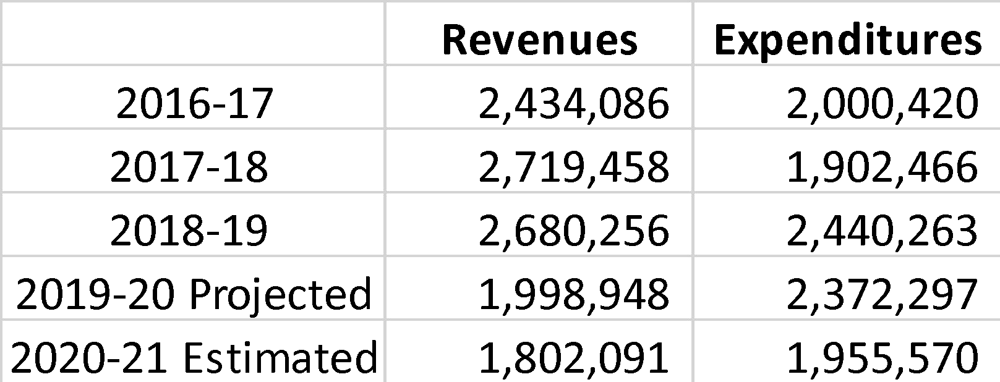 Revenues Expenditures
2016-17 2,434,086 2,000,420
2017-18 2,719,458 1,902,466
2018-19 2,680,256 2,440,263
2019-20 Projected 1,998,948 2,372,297
2020-21 Estimated 1,802,091 1,955,570